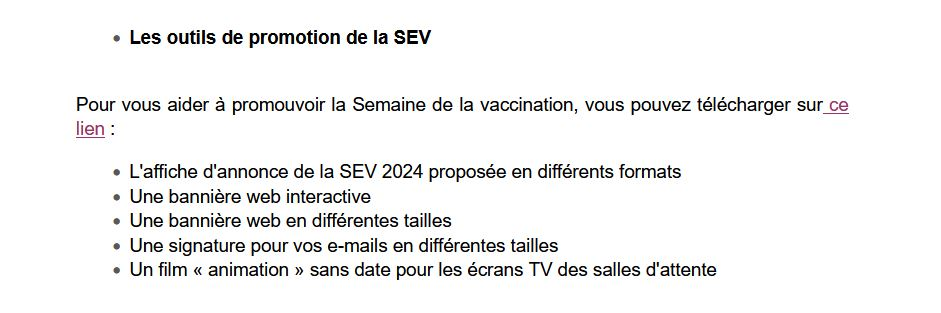 • Les outils de promotion de la SEV
Pour vous aider à promouvoir la Semaine de la vaccination, vous pouvez télécharger sur ce
lien :
• L'affiche d'annonce de la SEV 2024 proposée en différents formats
• Une bannière web interactive
• Une bannière web en différentes tailles
• Une signature pour vos e-mails en différentes tailles
• Un film « animation » sans date pour les écrans TV des salles d'attente